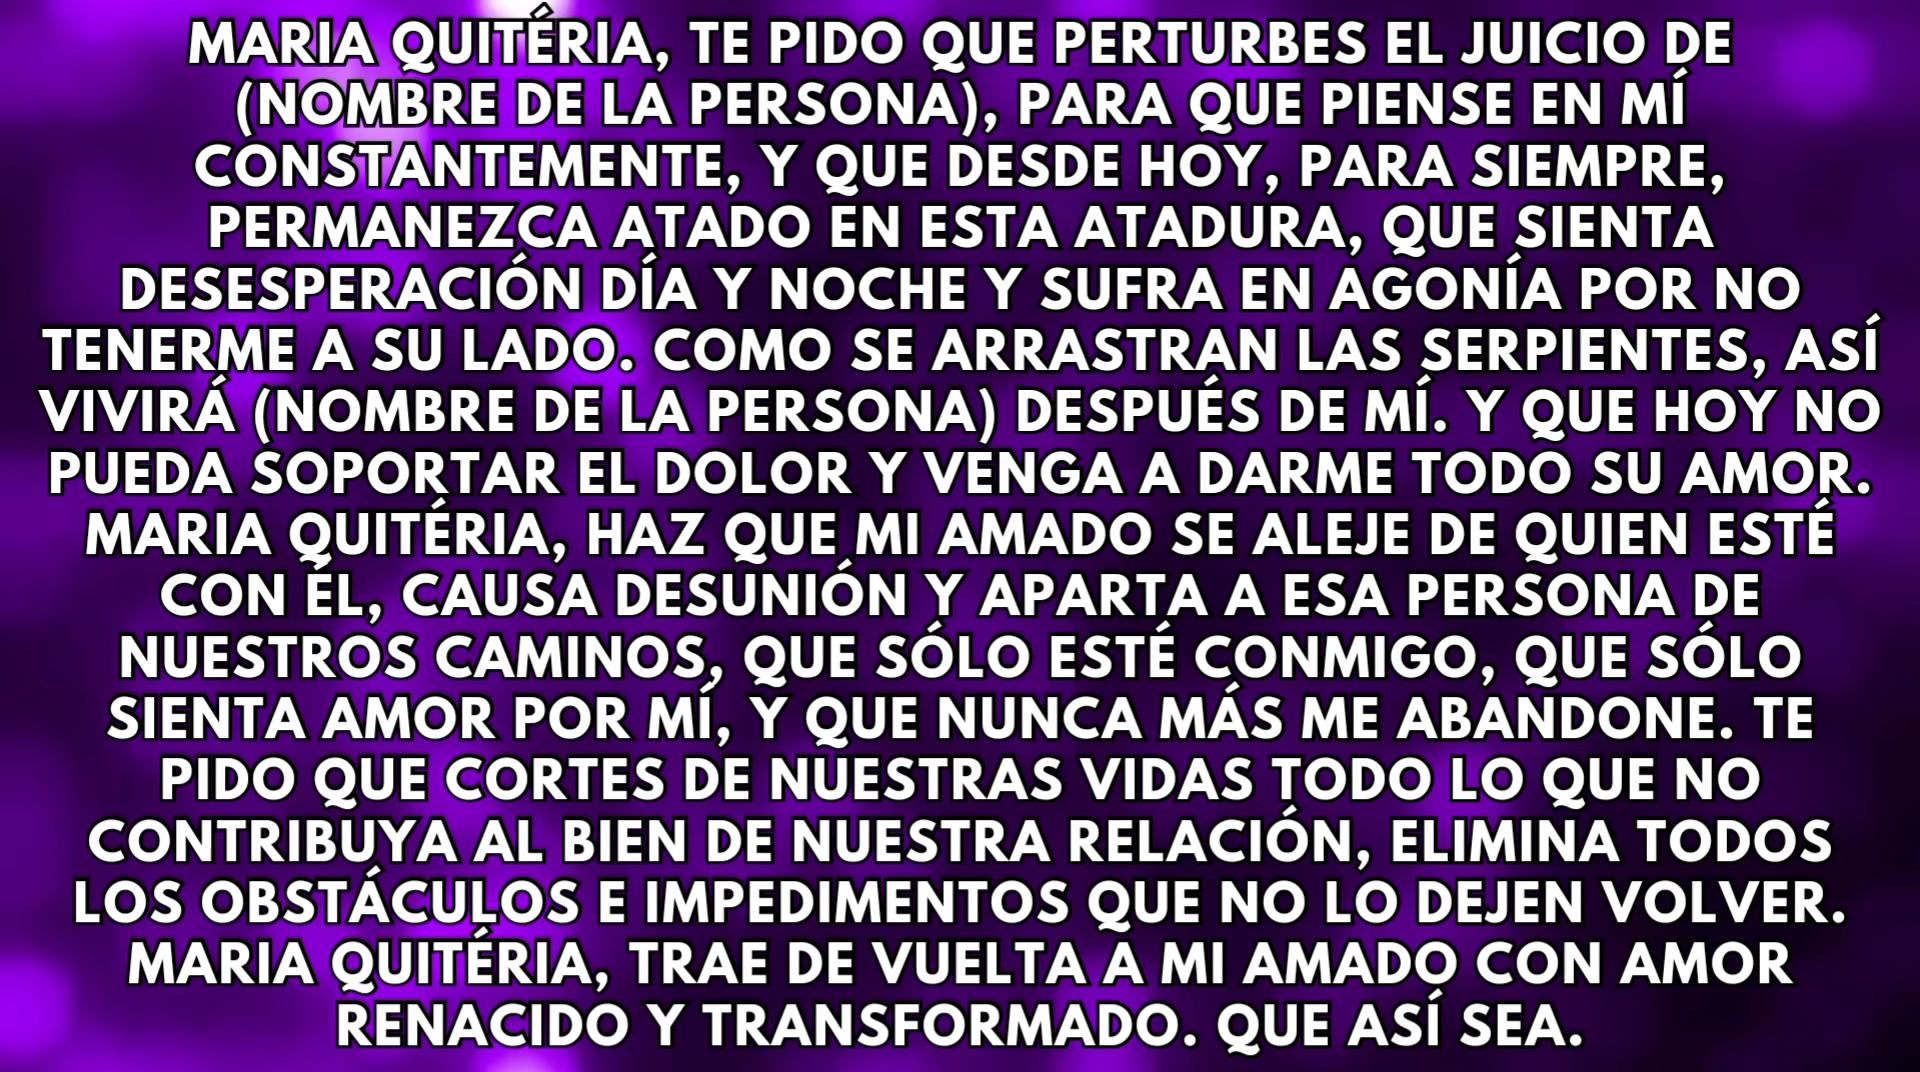 MARIA QUITÉRIA, TE PIDO QUE PERTURBES EL JUICIO DE
(NOMBRE DE LA PERSONA), PARA QUE PIENSE EN MÍ
CONSTANTEMENTE, Y QUE DESDE HOY, PARA SIEMPRE,
PERMANEZCA ATADO EN ESTA ATADURA, QUE SIENTA
DESESPERACIÓN DÍA Y NOCHE Y SUFRA EN AGONÍA POR NO
TENERME A SU LADO. COMO SE ARRASTRAN LAS SERPIENTES, ASÍ
VIVIRÁ (NOMBRE DE LA PERSONA) DESPUÉS DE MÍ. Y QUE HOY NO
PUEDA SOPORTAR EL DOLOR Y VENGA A DARME TODO SU AMOR.
MARIA QUITÉRIA, HAZ QUE MI AMADO SE ALEJE DE QUIEN ESTÉ
CON ÉL, CAUSA DESUNIÓN Y APARTA A ESA PERSONA DE
NUESTROS CAMINOS, QUE SÓLO ESTÉ CONMIGO, QUE SÓLO
SIENTA AMOR POR MÍ, Y QUE NUNCA MÁS ME ABANDONE. TE
PIDO QUE CORTES DE NUESTRAS VIDAS TODO LO QUE NO
CONTRIBUYA AL BIEN DE NUESTRA RELACIÓN, ELIMINA TODOS
LOS OBSTÁCULOS E IMPEDIMENTOS QUE NO LO DEJEN VOLVER.
MARIA QUITÉRIA, TRAE DE VUELTA A MI AMADO CON AMOR
RENACIDO Y TRANSFORMADO. QUE ASÍ SEA.